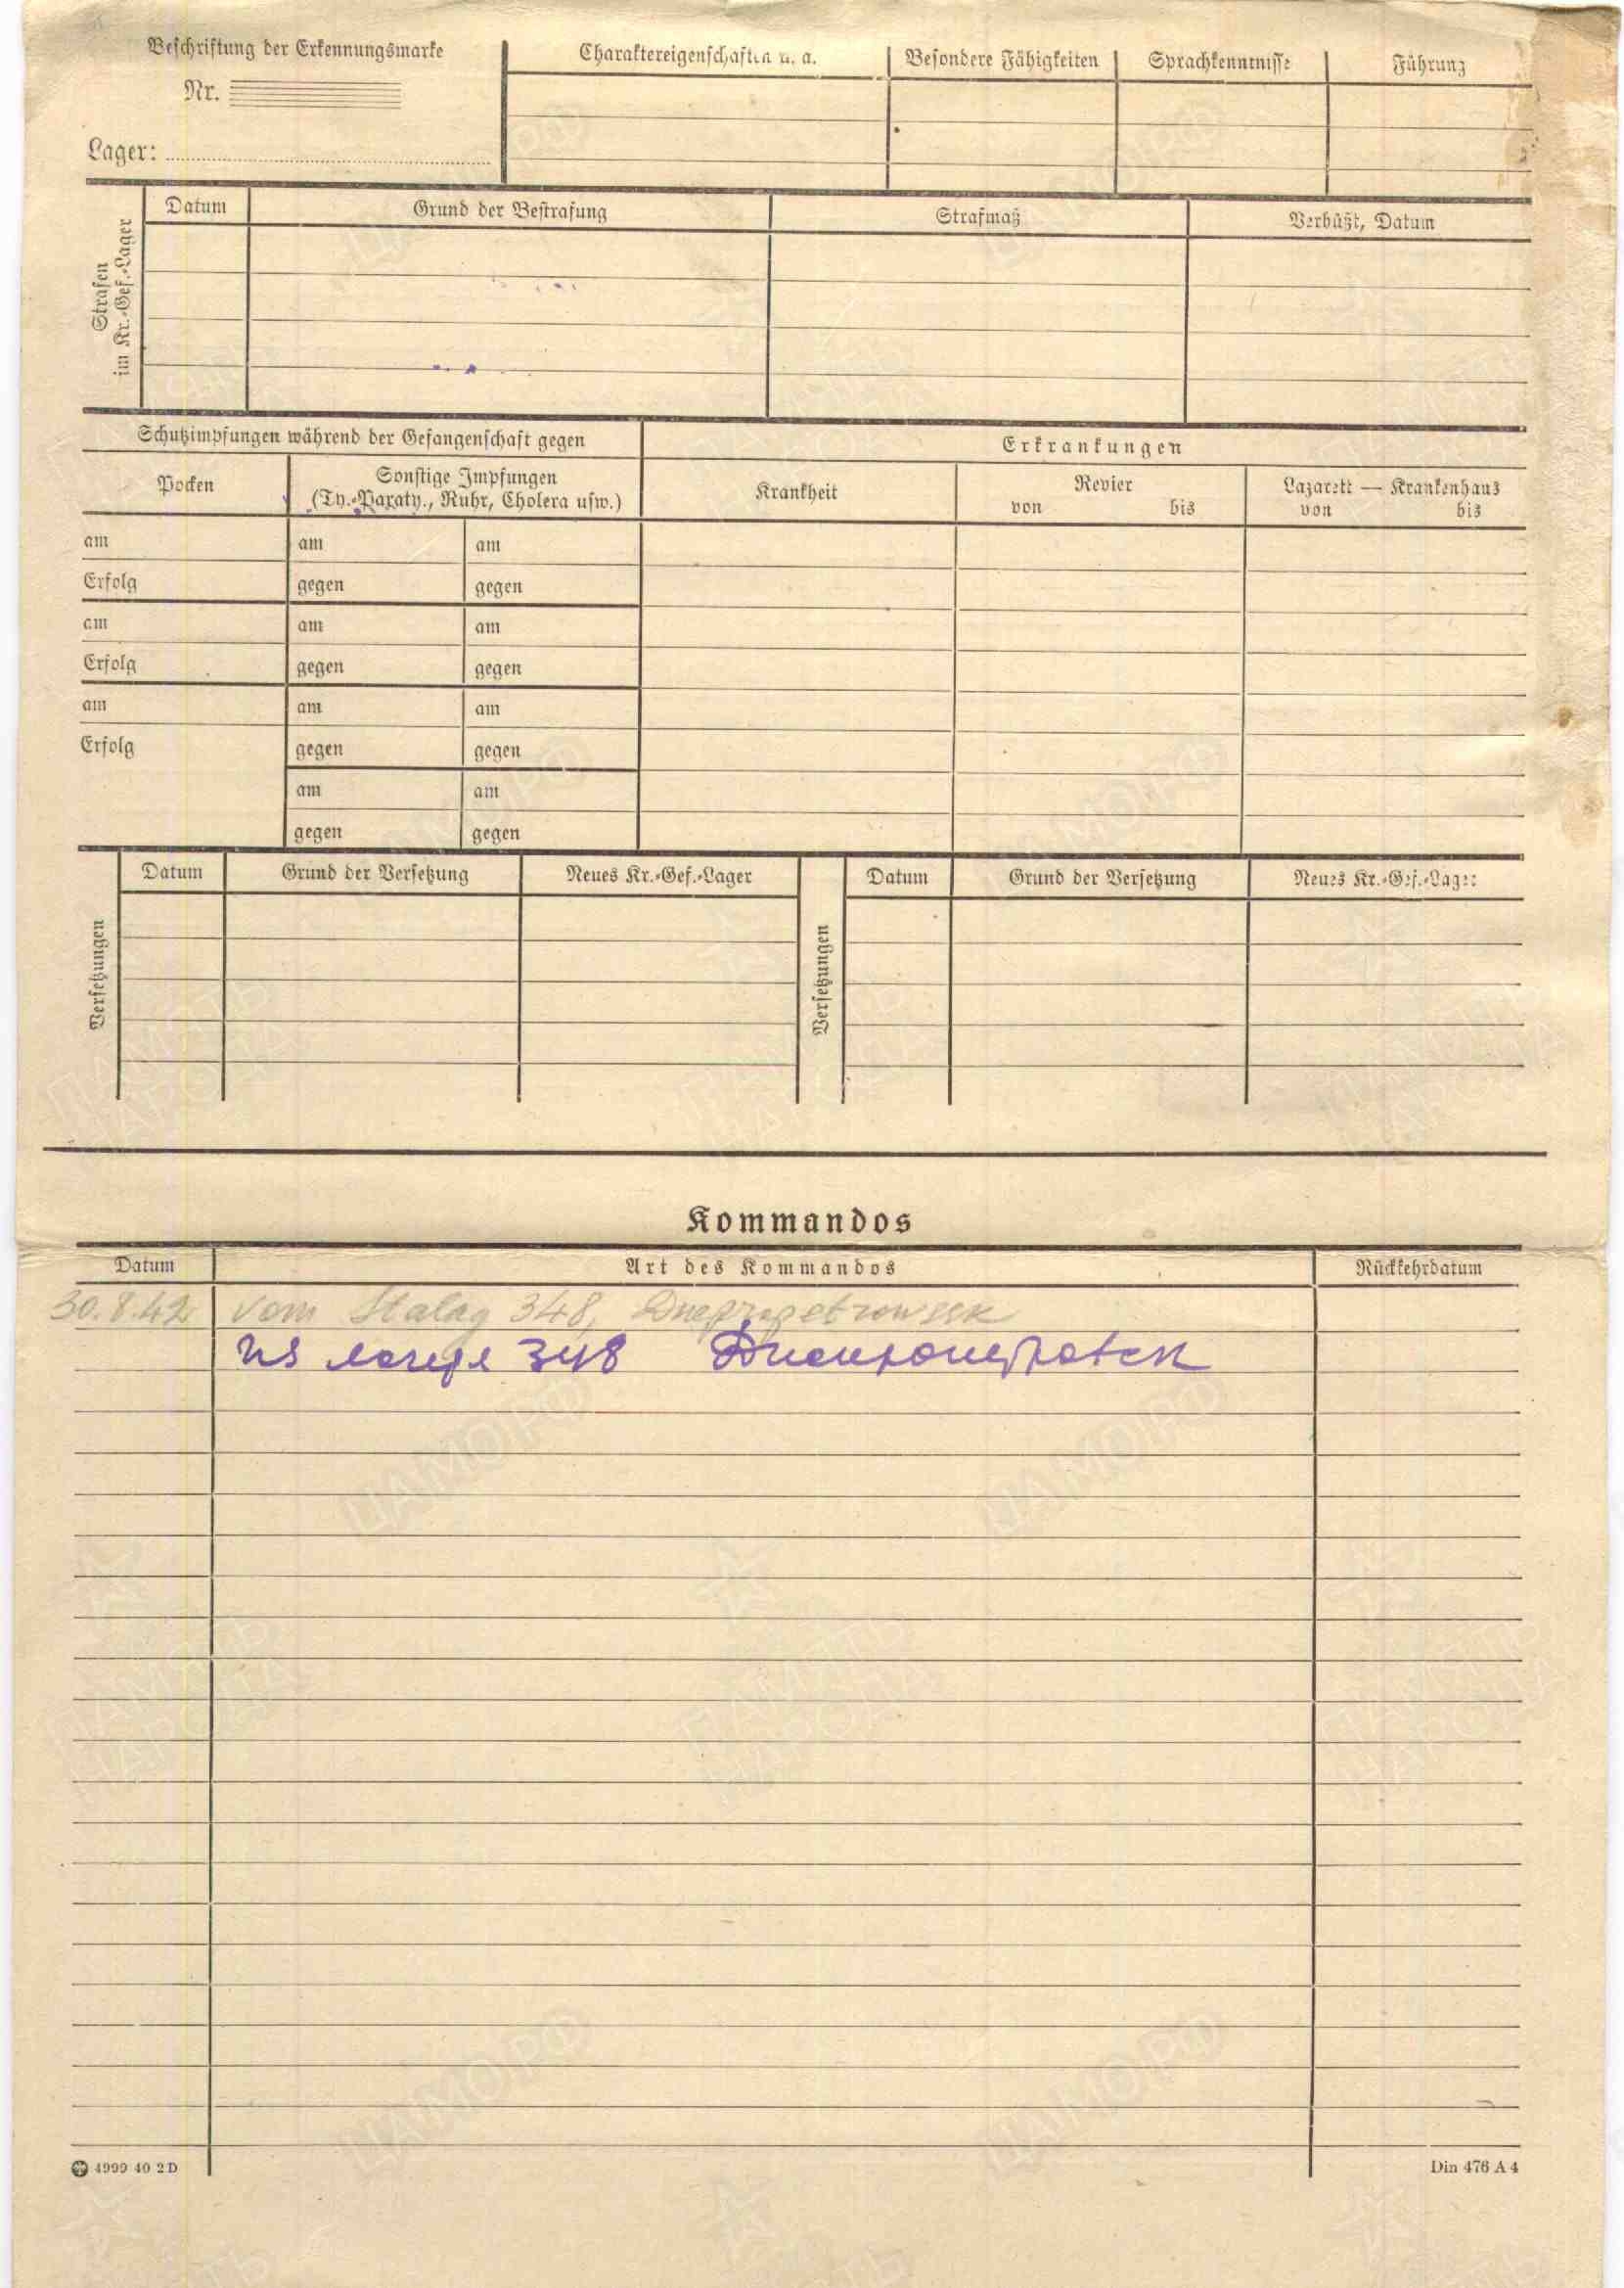 Beschriftung der Erkennungsmarke
Nr.
Lager:
Charaktereigenschaften u. a.
Besondere Fähigkeiten
Sprachkenntnisse
Führung
Strafen
im Kr.-Gef.-Lager
Datum
Grund der Bestrafung
Strafmaß
Verbüßt, Datum
Schutzimpfungen während der Gefangenschaft gegen
Erkrankungen
Pocken
Sonstige Impfungen
(Ty.-Paraty., Ruhr, Cholera usw.)
Krankheit
Revier
von bis
Lazarett — Krankenhaus
von bis
am am am
Erfolg gegen gegen
am am am
Erfolg gegen gegen
am am am
Erfolg gegen gegen
am am
gegen gegen
Versetzungen
Datum
Grund der Versetzung
Neues Kr.-Gef.-Lager
Versetzungen
Datum
Grund der Versetzung
Neues Kr.-Gef.-Lager
Kommandos
Datum
Art des Kommandos
Rückkehrdatum
30.8.42 vom Stalag 348, Dnepropetrowssk
из лагеря 348 Днепропетровск
4999 40 2 D
Din 476 A 4
ЦАМО РФ
ПАМЯТЬ
НАРОДА